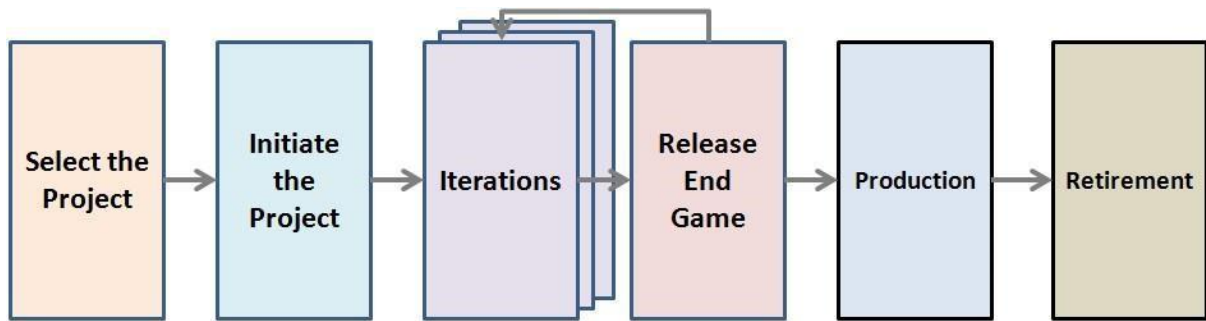 Select the
Project
Initiate
the
Project
Iterations
Release
End
Game
Production
Retirement